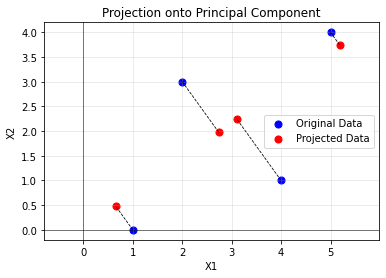 Projection onto Principal Component
4.0
3.5
3.0
2.5
2.0
1.5
1.0
0.5
0.0
X2
Original Data
Projected Data
0 1 2 3 4 5
X1